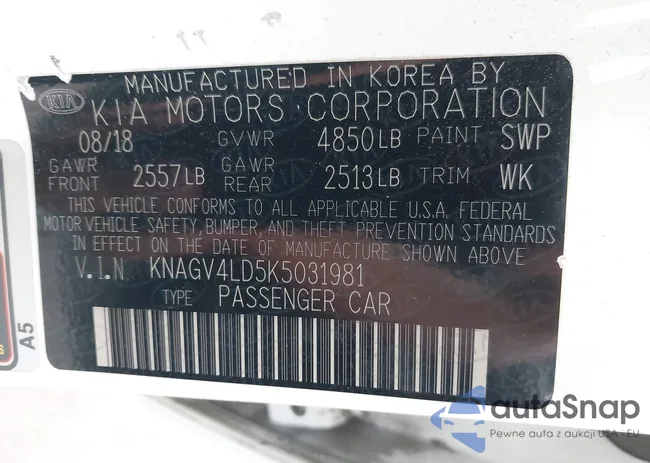 MANUFACTURED IN KOREA BY
KIA KIA MOTORS CORPORATION
08/18 GVWR 4850LB PAINT SWP
GAWR FRONT 2557LB GAWR REAR 2513LB TRIM WK
THIS VEHICLE CONFORMS TO ALL APPLICABLE U.S.A. FEDERAL
MOTOR VEHICLE SAFETY, BUMPER, AND THEFT PREVENTION STANDARDS
IN EFFECT ON THE DATE OF MANUFACTURE SHOWN ABOVE
V.I.N KNAGV4LD5K5031981
TYPE PASSENGER CAR
A5
autaSnap
Pewne auta z aukcji USA - EU